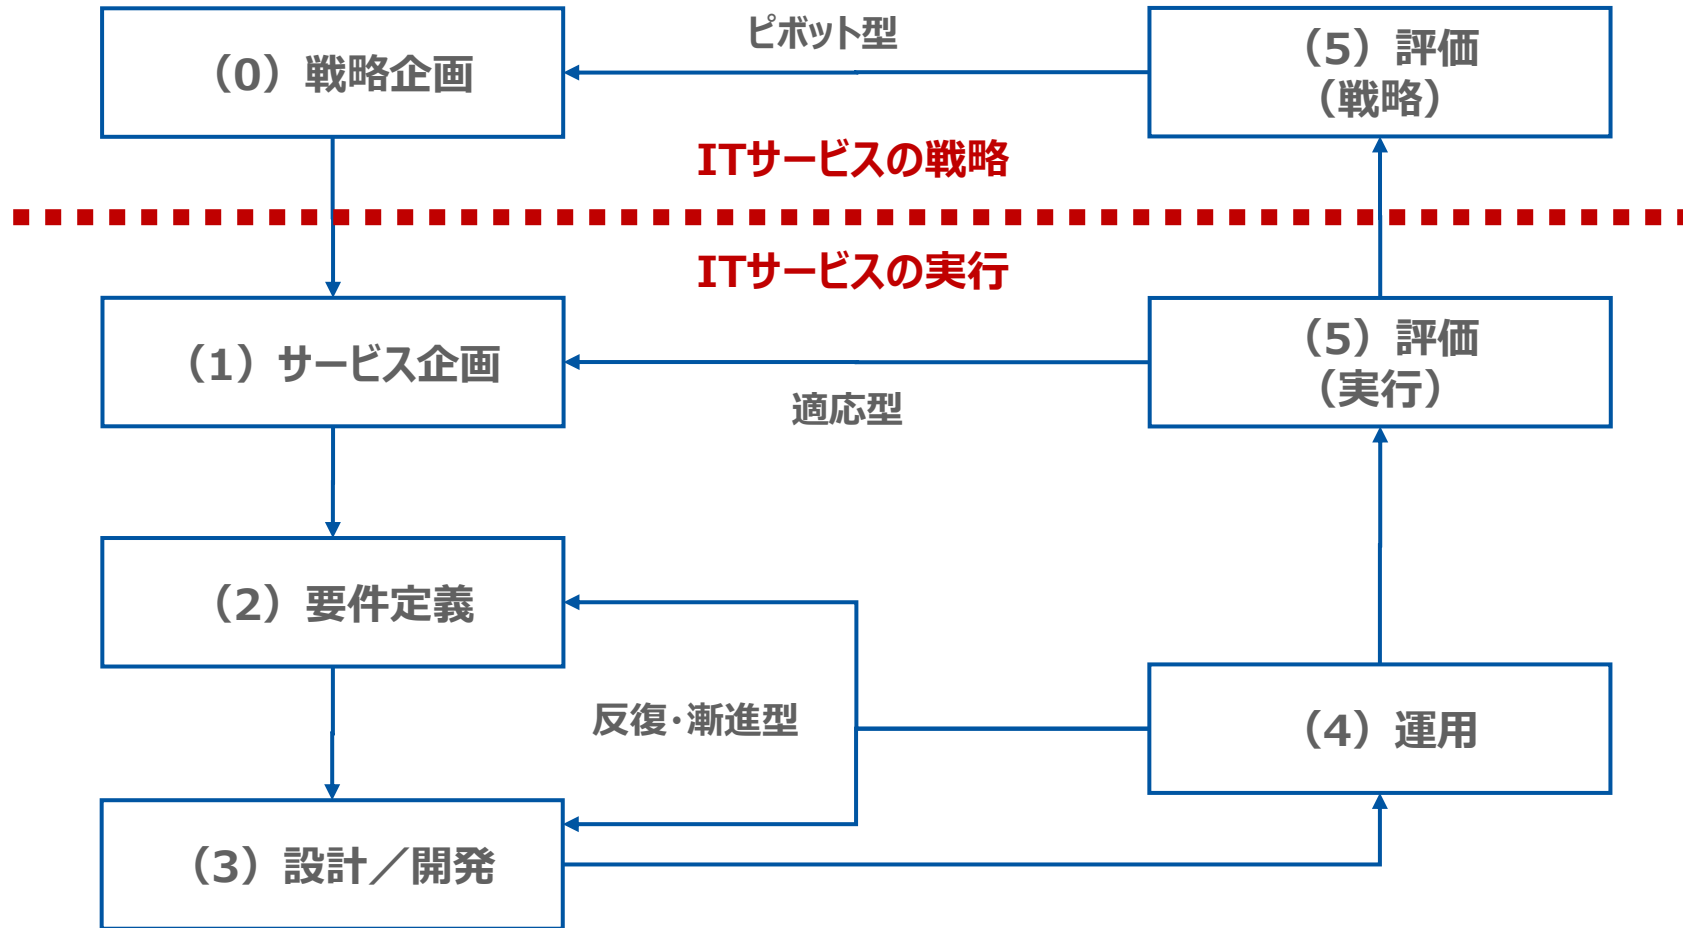 (0)戦略企画
ピボット型
(5)評価
(戦略)
ITサービスの戦略
ITサービスの実行
(1)サービス企画
適応型
(5)評価
(実行)
(2)要件定義
反復・漸進型
(4)運用
(3)設計／開発